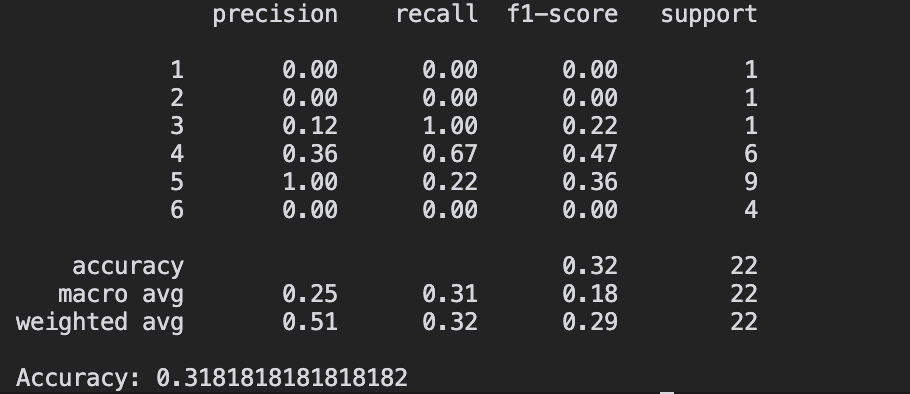 precision recall f1-score support
1 0.00 0.00 0.00 1
2 0.00 0.00 0.00 1
3 0.12 1.00 0.22 1
4 0.36 0.67 0.47 6
5 1.00 0.22 0.36 9
6 0.00 0.00 0.00 4
accuracy 0.32 22
macro avg 0.25 0.31 0.18 22
weighted avg 0.51 0.32 0.29 22
Accuracy: 0.3181818181818182